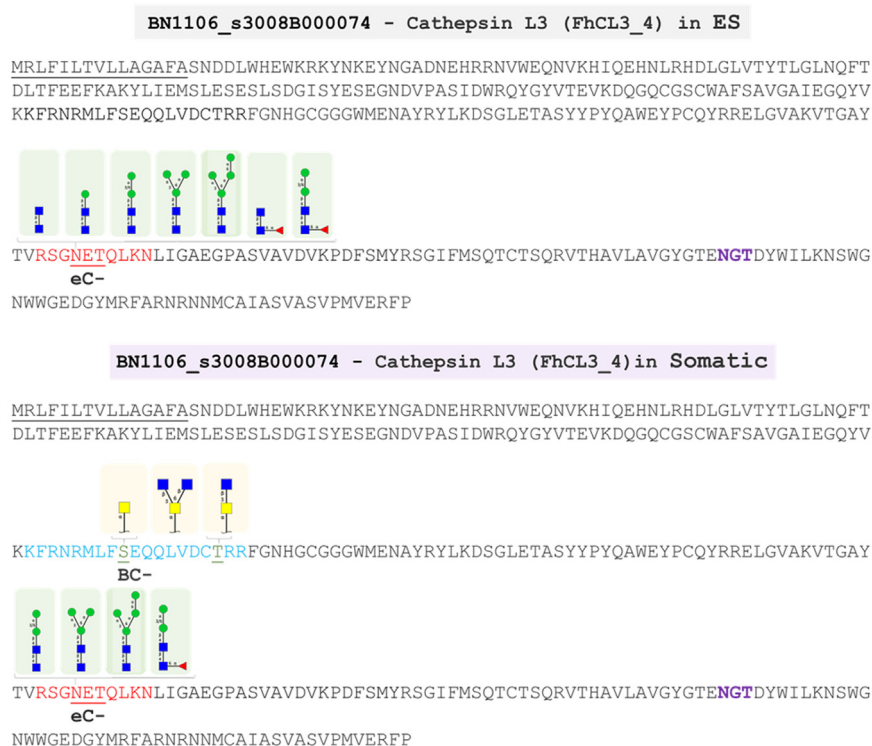 BN1106_s3008B000074 - Cathepsin L3 (FhCL3_4) in ES
MRLFILTVLLAGAFASNDDLWHEWKRKYNKEYNGADNEHRRNVWEQNVKHIQEHNLRHDLGLVTYTLGLNQFT
DLTFEEFKAKYLIEMSLESESLSDGISYESEGNDVPASIDWRQYGYVTEVKDQGQCGSCWAFSAVGAIEGQYV
KKFRNRMLFSEQQLVDCTRRFGNHGCGGGWMENAYRYLKDSGLETASYYPYQAWEYPCQYRRELGVAKVTGAY
TVRSGNETQLKNLIGAEGPASVAVDVKPDFSMYRSGIFMSQTCTSQRVTHAVLAVGYGTENGTDYWILKNSWG
eC-
NWWGEDGYMRFARNRNNMCAIASVASVPMVERFP
BN1106_s3008B000074 - Cathepsin L3 (FhCL3_4)in Somatic
MRLFILTVLLAGAFASNDDLWHEWKRKYNKEYNGADNEHRRNVWEQNVKHIQEHNLRHDLGLVTYTLGLNQFT
DLTFEEFKAKYLIEMSLESESLSDGISYESEGNDVPASIDWRQYGYVTEVKDQGQCGSCWAFSAVGAIEGQYV
KKFRNRMLFSEQQLVDCTRRFGNHGCGGGWMENAYRYLKDSGLETASYYPYQAWEYPCQYRRELGVAKVTGAY
BC-
TVRSGNETQLKNLIGAEGPASVAVDVKPDFSMYRSGIFMSQTCTSQRVTHAVLAVGYGTENGTDYWILKNSWG
eC-
NWWGEDGYMRFARNRNNMCAIASVASVPMVERFP